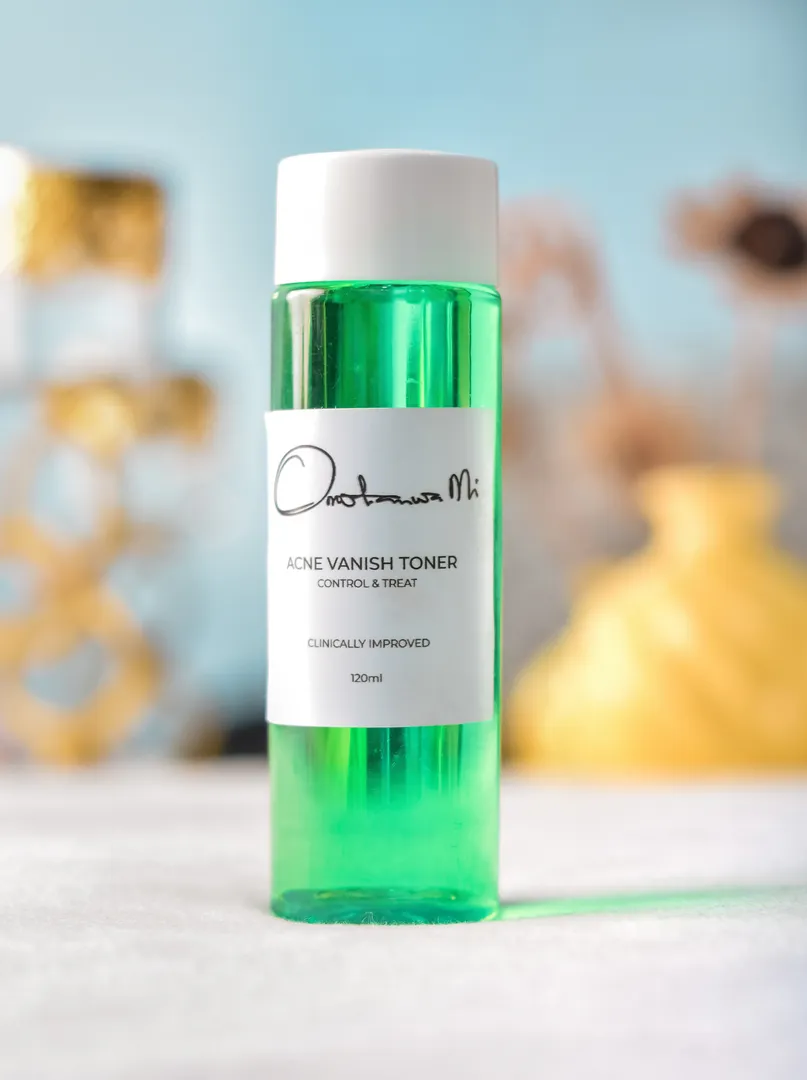 Omotanwa Mi
ACNE VANISH TONER
CONTROL & TREAT
CLINICALLY IMPROVED
120ml